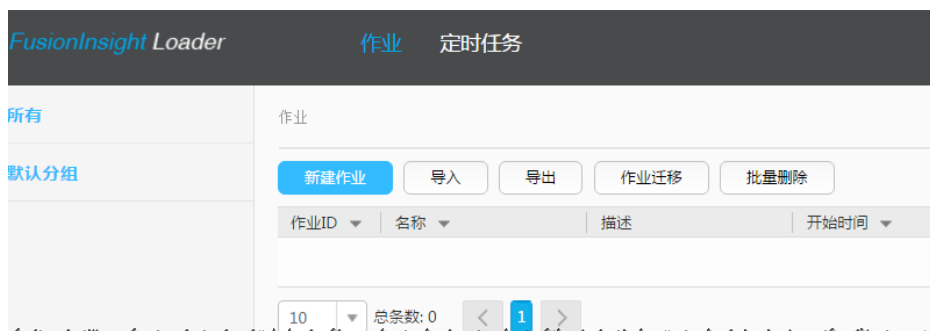 FusionInsight Loader 作业 定时任务
所有
默认分组
作业
新建作业 导入 导出 作业迁移 批量删除
作业ID 名称 描述 开始时间
10 总条数: 0 1